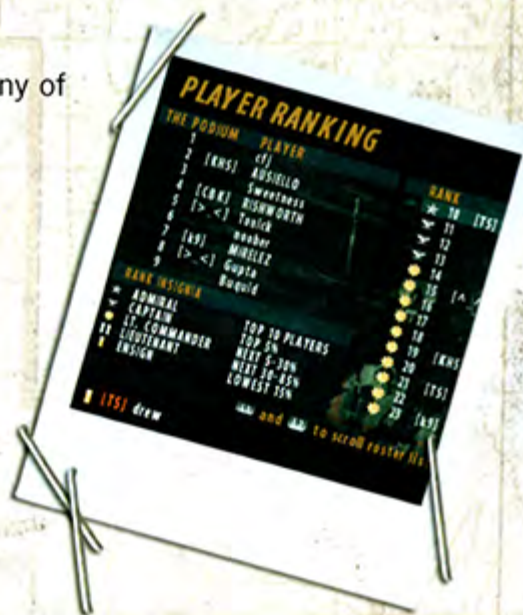 ny of
PLAYER RANKING
THE PODIUM PLAYER
1 cfj
2 [KHS] AUSIELLO
3 Sweetness
4 [CBK] RISHWORTH
5 [>.<] Tonick
6 noober
7 [k9] MIRELEZ
8 [>.<] Gupta
9 Buquid
RANK INSIGNIA
ADMIRAL TOP 10 PLAYERS
CAPTAIN TOP 5%
LT. COMMANDER NEXT 5-30%
LIEUTENANT NEXT 30-85%
ENSIGN LOWEST 15%
[TS] drew
and to scroll roster lis
RANK
10 [TS]
11
12
13
14
15 [^
16
17
18
19 [KHS
20
21 [TS]
22
23 [k9]